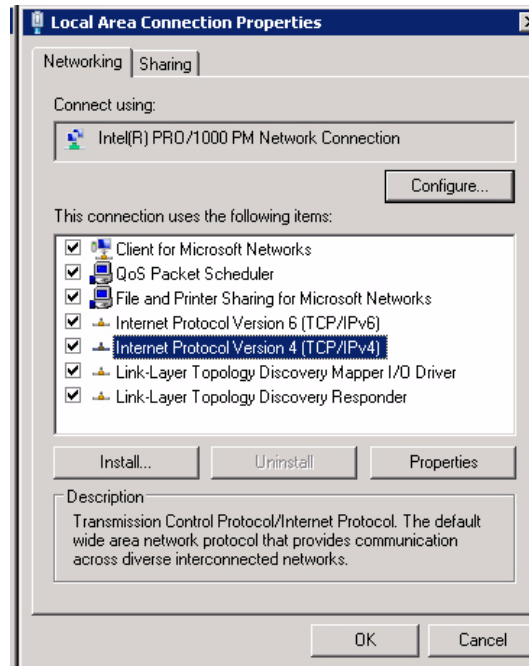 Local Area Connection Properties
Networking
Sharing
Connect using:
Intel(R) PRO/1000 PM Network Connection
Configure...
This connection uses the following items:
Client for Microsoft Networks
QoS Packet Scheduler
File and Printer Sharing for Microsoft Networks
Internet Protocol Version 6 (TCP/IPv6)
Internet Protocol Version 4 (TCP/IPv4)
Link-Layer Topology Discovery Mapper I/O Driver
Link-Layer Topology Discovery Responder
Install...
Uninstall
Properties
Description
Transmission Control Protocol/Internet Protocol. The default
wide area network protocol that provides communication
across diverse interconnected networks.
OK
Cancel